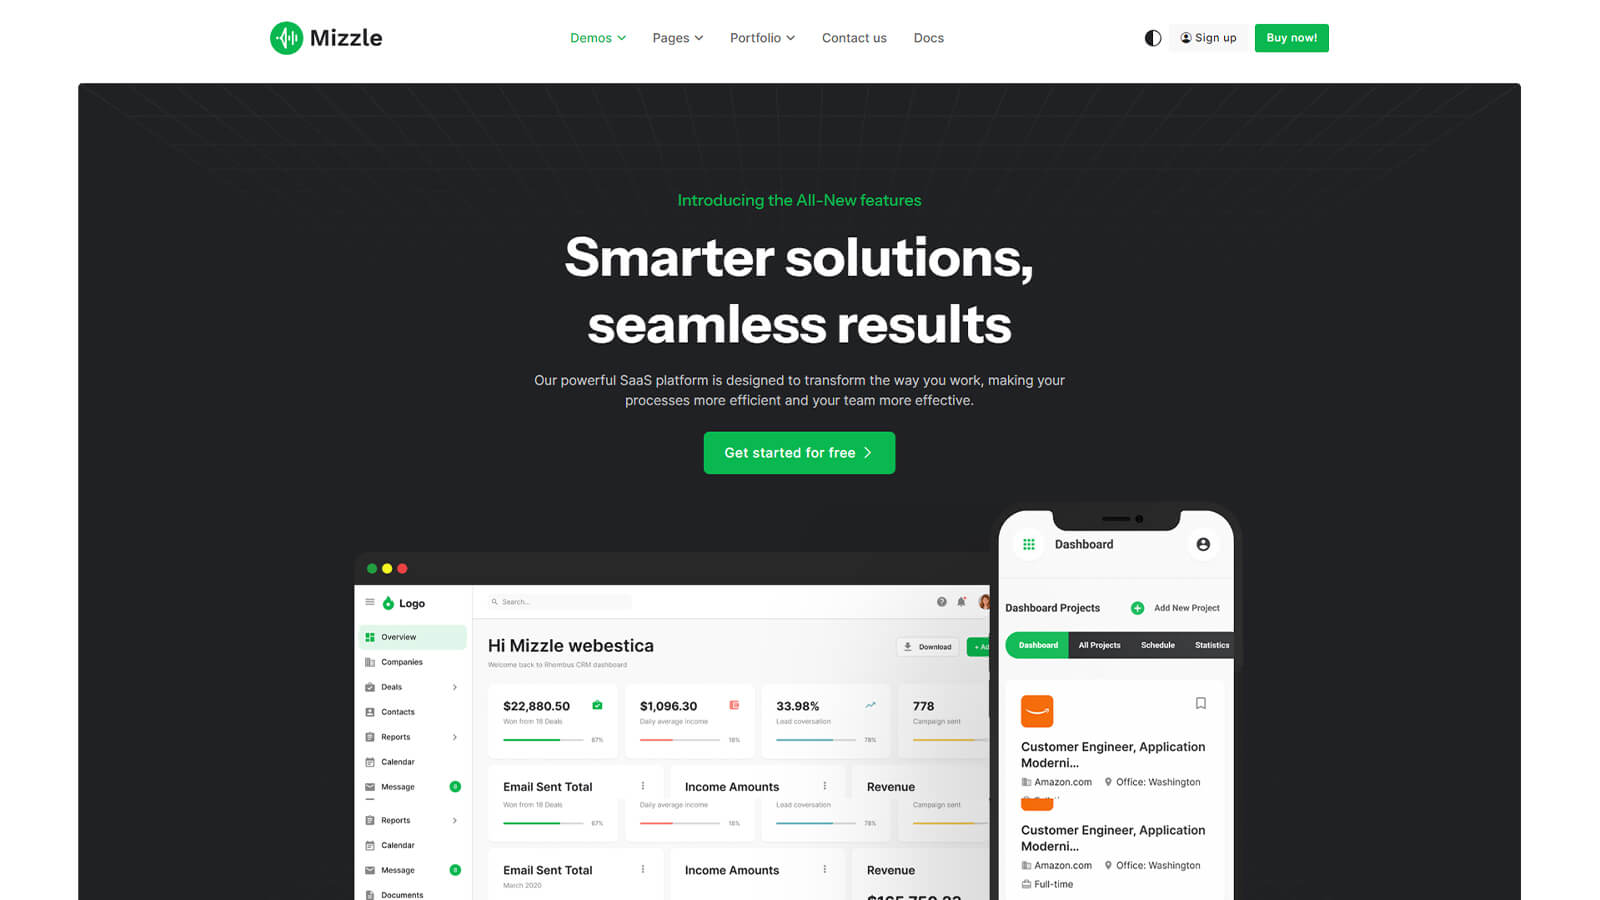 Mizzle
Demos
Pages
Portfolio
Contact us
Docs
Sign up
Buy now!
Introducing the All-New features
Smarter solutions,
seamless results
Our powerful SaaS platform is designed to transform the way you work, making your
processes more efficient and your team more effective.
Get started for free
Logo
Search...
Overview
Companies
Deals
Contacts
Reports
Calendar
Message 8
Reports
Calendar
Message 8
Documents
Hi Mizzle webestica
Welcome back to Rhombus CRM dashboard
Download
+ Ad
$22,880.50
Won from 18 Deals
67%
$1,096.30
Daily average income
18%
33.98%
Lead coversation
78%
778
Campaign sent
Email Sent Total
Income Amounts
Revenue
Won from 18 Deals
67%
Daily average income
18%
Lead coversation
78%
Campaign sent
Email Sent Total
March 2020
Income Amounts
Revenue
Dashboard
Dashboard Projects
Add New Project
Dashboard
All Projects
Schedule
Statistics
Customer Engineer, Application
Moderni...
Amazon.com
Office: Washington
Customer Engineer, Application
Moderni...
Amazon.com
Office: Washington
Full-time